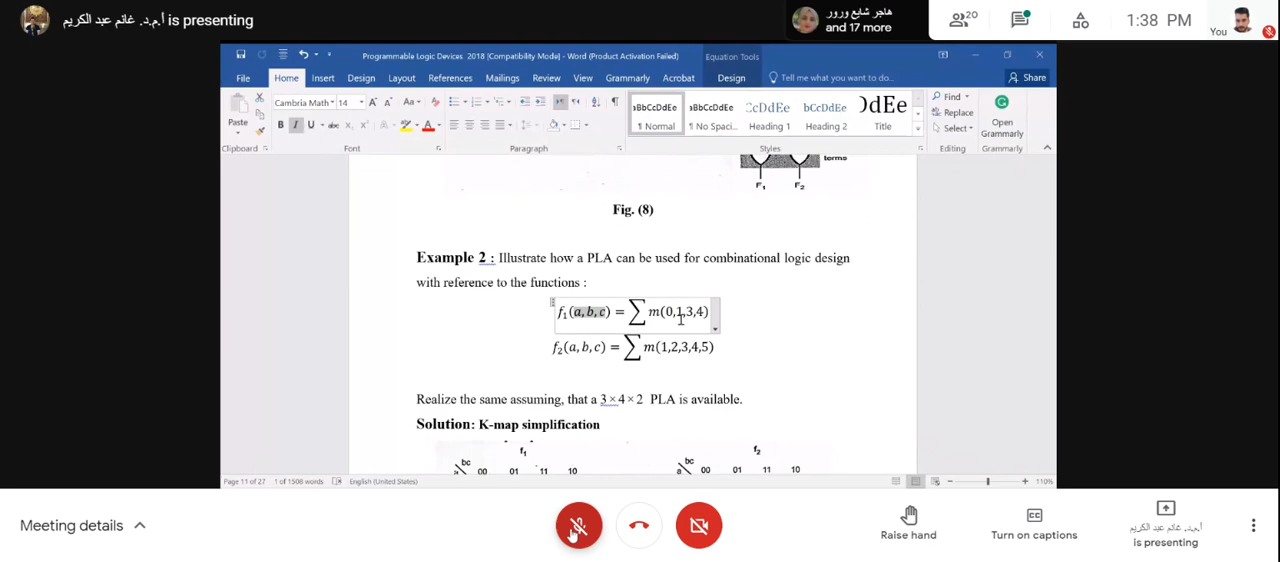 أ.م.د. غانم عبد الكريم is presenting
هاجر شايع ورور
and 17 more
20
1:38 PM
You
Programmable Logic Devices 2018 [Compatibility Mode] - Word (Product Activation Failed)
Equation Tools
File Home Insert Design Layout References Mailings Review View Grammarly Acrobat Design Tell me what you want to do... Share
Paste
Cambria Math 14
B I U abc
Clipboard Font Paragraph Styles Editing Grammarly
¶ Normal
¶ No Spaci...
Heading 1
Heading 2
Title
Find
Replace
Select
Open
Grammarly
terms
F₁ F₂
Fig. (8)
Example 2 : Illustrate how a PLA can be used for combinational logic design
with reference to the functions :
f₁(a, b, c) = ∑ m(0,1,3,4)
f₂(a, b, c) = ∑ m(1,2,3,4,5)
Realize the same assuming, that a 3 × 4 × 2 PLA is available.
Solution: K-map simplification
f₁ f₂
bc 00 01 11 10
a bc 00 01 11 10
Page 11 of 27 1 of 1508 words English (United States) 110%
Meeting details
Raise hand
Turn on captions
أ.م.د. غانم عبد الكريم
is presenting